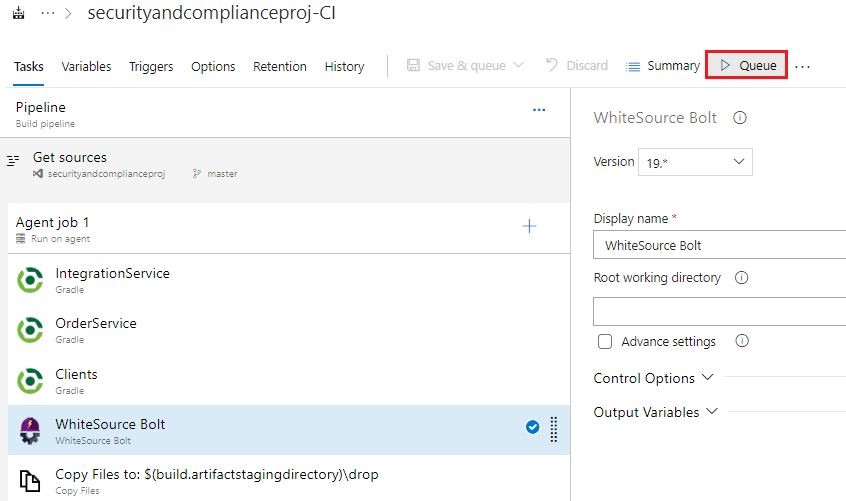 ··· > securityandcomplianceproj-CI
Tasks Variables Triggers Options Retention History Save & queue Discard Summary Queue ...
Pipeline ...
Build pipeline
Get sources
securityandcomplianceproj master
Agent job 1
Run on agent
IntegrationService
Gradle
OrderService
Gradle
Clients
Gradle
WhiteSource Bolt
WhiteSource Bolt
Copy Files to: $(build.artifactstagingdirectory)\drop
Copy Files
WhiteSource Bolt
Version 19.*
Display name *
WhiteSource Bolt
Root working directory
Advance settings
Control Options
Output Variables